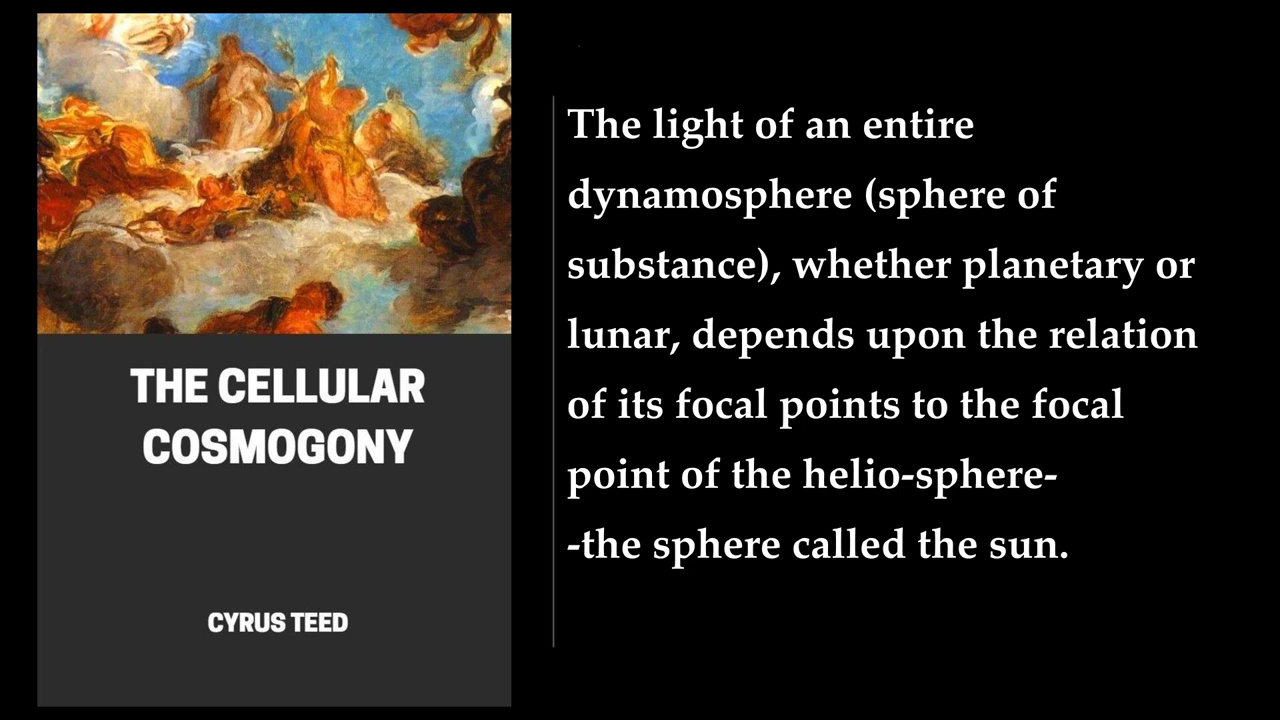 THE CELLULAR
COSMOGONY
CYRUS TEED
The light of an entire
dynamosphere (sphere of
substance), whether planetary or
lunar, depends upon the relation
of its focal points to the focal
point of the helio-sphere-
-the sphere called the sun.